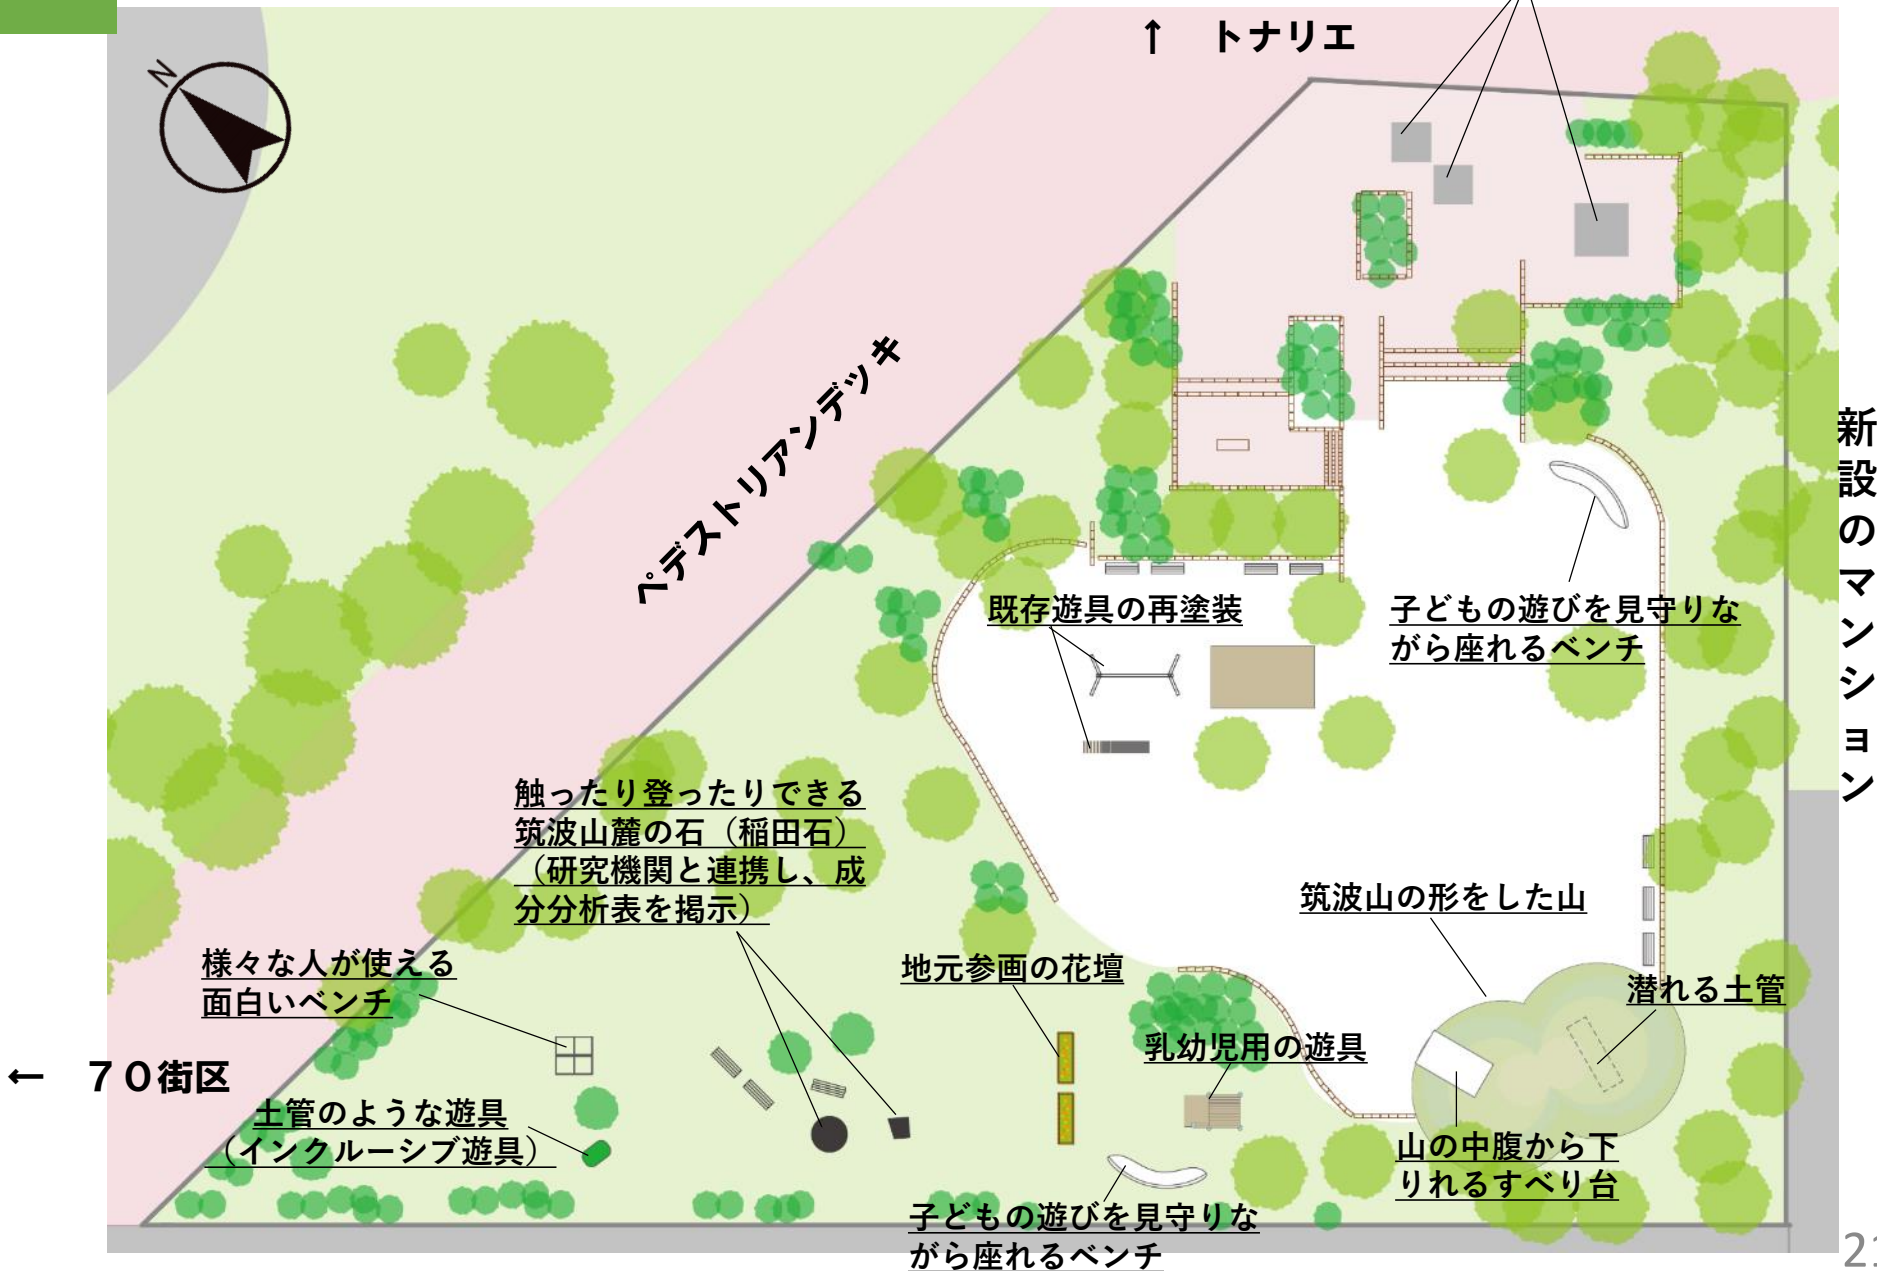 N
↑　トナリエ
ペデストリアンデッキ
新設のマンション
既存遊具の再塗装
子どもの遊びを見守りな
がら座れるベンチ
触ったり登ったりできる
筑波山麓の石（稲田石）
（研究機関と連携し、成
分分析表を掲示）
筑波山の形をした山
様々な人が使える
面白いベンチ
地元参画の花壇
潜れる土管
乳幼児用の遊具
←　７０街区
土管のような遊具
（インクルーシブ遊具）
山の中腹から下
りれるすべり台
子どもの遊びを見守りな
がら座れるベンチ